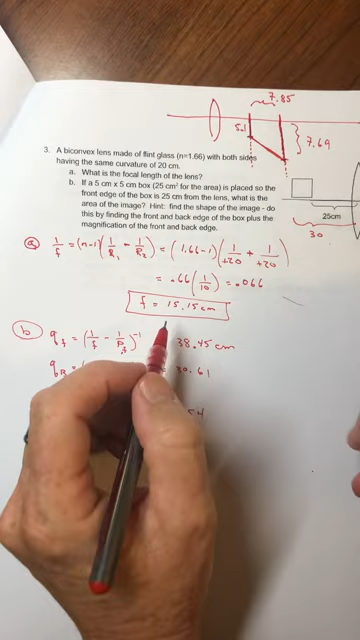 7.85
5.1
7.69
3. A biconvex lens made of flint glass (n=1.66) with both sides
having the same curvature of 20 cm.
a. What is the focal length of the lens?
b. If a 5 cm x 5 cm box (25 cm² for the area) is placed so the
front edge of the box is 25 cm from the lens, what is the
area of the image? Hint: find the shape of the image - do
this by finding the front and back edge of the box plus the
magnification of the front and back edge.
25cm
30
(a) 1/f = (n-1)(1/R₁ - 1/R₂) = (1.66-1)(1/+20 + 1/+20)
= .66(1/10) = .066
f = 15.15 cm
(b) q_f = (1/f - 1/P_f)⁻¹ 38.45 cm
q_B = 30.61
54